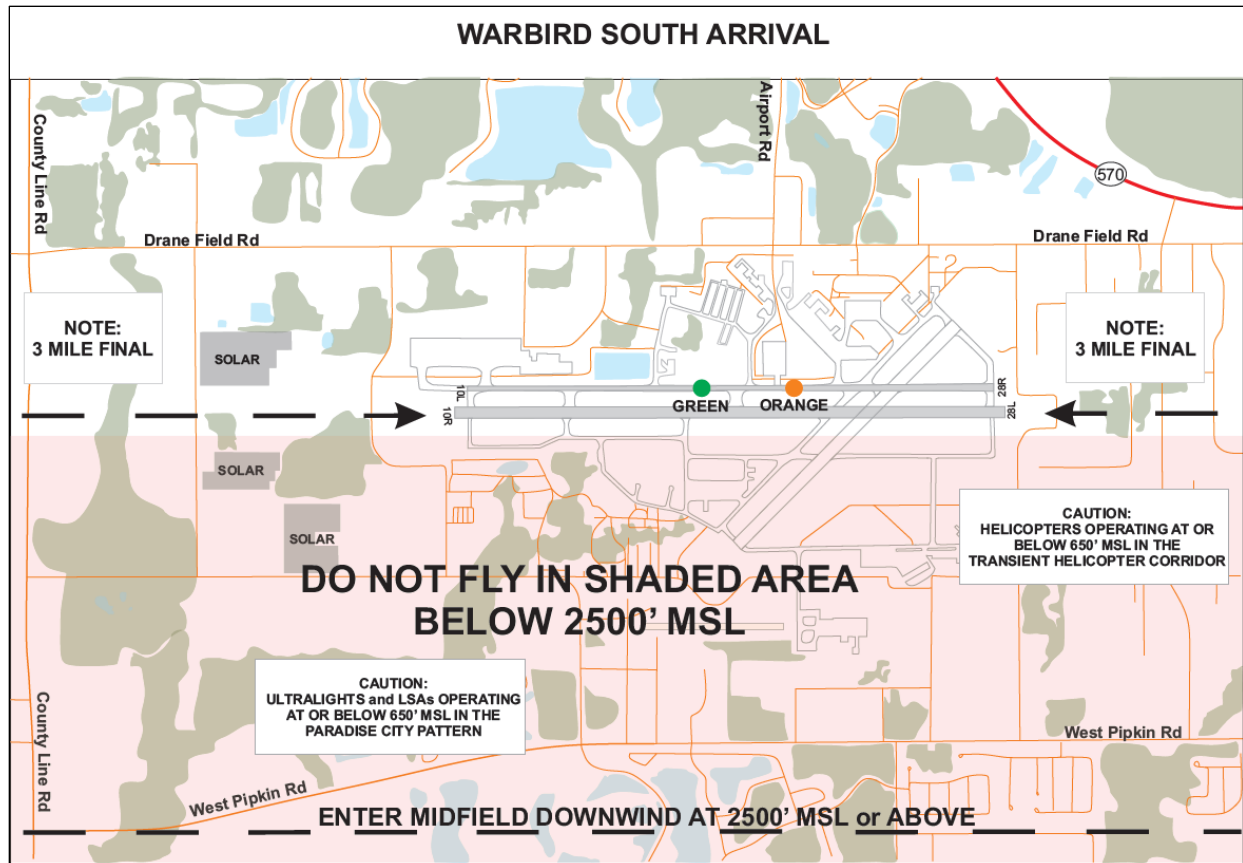 WARBIRD SOUTH ARRIVAL
County Line Rd
Airport Rd
570
Drane Field Rd
Drane Field Rd
NOTE:
3 MILE FINAL
SOLAR
NOTE:
3 MILE FINAL
10L
28R
GREEN
ORANGE
10R
28L
SOLAR
SOLAR
CAUTION:
HELICOPTERS OPERATING AT OR
BELOW 650’ MSL IN THE
TRANSIENT HELICOPTER CORRIDOR
DO NOT FLY IN SHADED AREA
BELOW 2500’ MSL
CAUTION:
ULTRALIGHTS and LSAs OPERATING
AT OR BELOW 650’ MSL IN THE
PARADISE CITY PATTERN
County Line Rd
West Pipkin Rd
West Pipkin Rd
ENTER MIDFIELD DOWNWIND AT 2500’ MSL or ABOVE